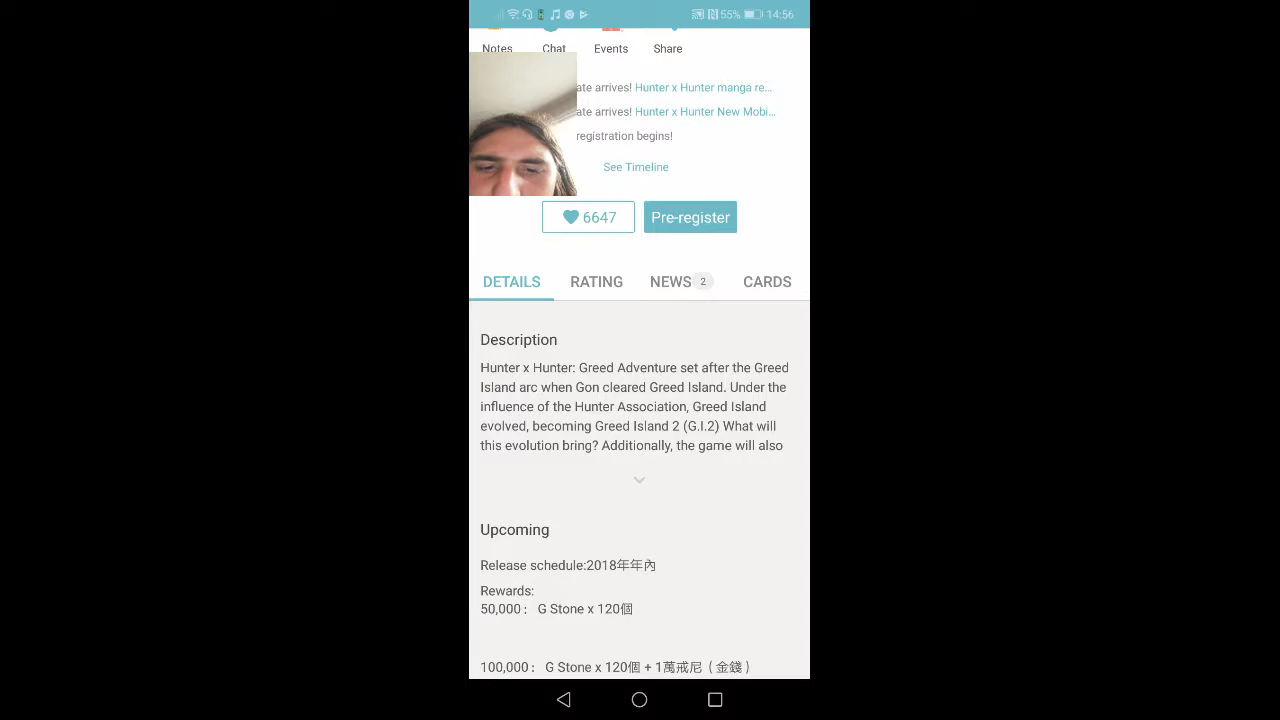 55% 14:56
Notes Chat Events Share
ate arrives! Hunter x Hunter manga re...
ate arrives! Hunter x Hunter New Mobi...
registration begins!
See Timeline
6647 Pre-register
DETAILS RATING NEWS 2 CARDS
Description
Hunter x Hunter: Greed Adventure set after the Greed
Island arc when Gon cleared Greed Island. Under the
influence of the Hunter Association, Greed Island
evolved, becoming Greed Island 2 (G.I.2) What will
this evolution bring? Additionally, the game will also
Upcoming
Release schedule:2018年年內
Rewards:
50,000： G Stone x 120個
100,000： G Stone x 120個 + 1萬戒尼（金錢）